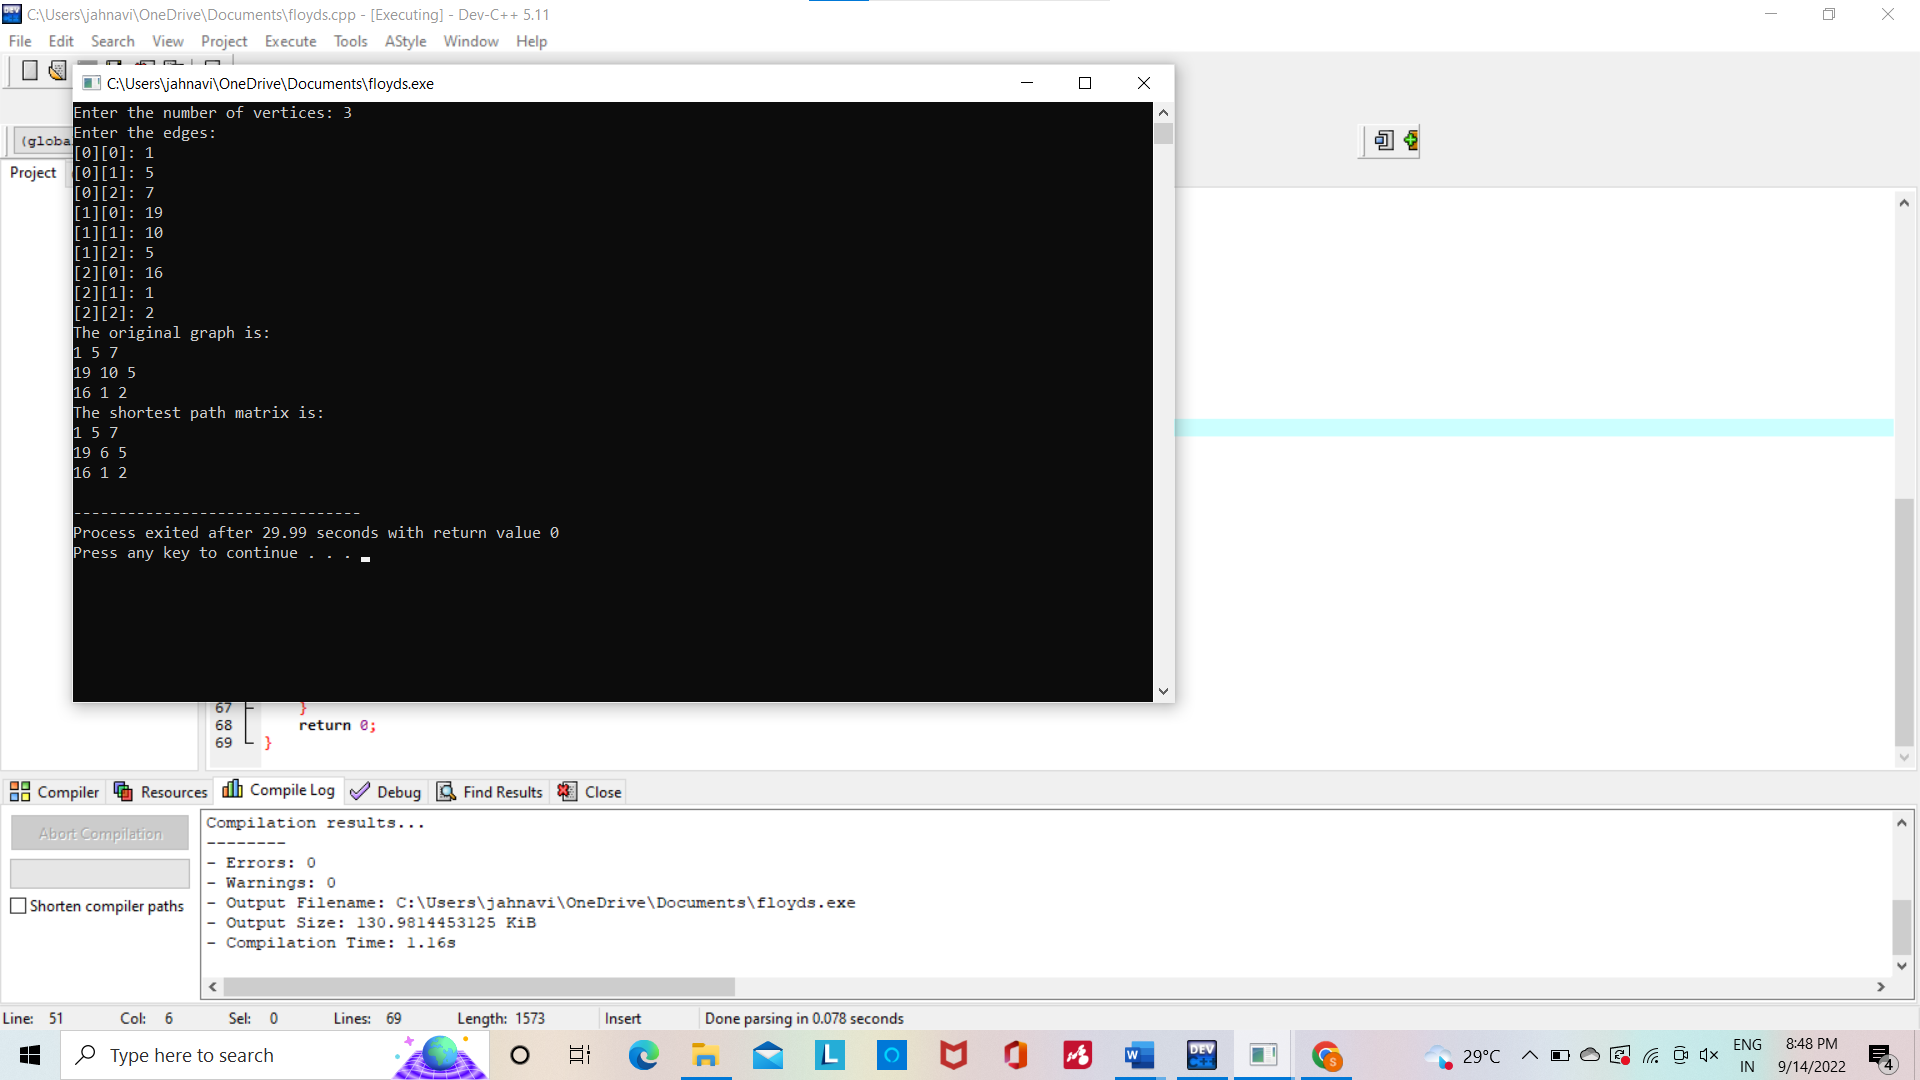 C:\Users\jahnavi\OneDrive\Documents\floyds.cpp - [Executing] - Dev-C++ 5.11
File Edit Search View Project Execute Tools AStyle Window Help
C:\Users\jahnavi\OneDrive\Documents\floyds.exe
(globa
Project
Enter the number of vertices: 3
Enter the edges:
[0][0]: 1
[0][1]: 5
[0][2]: 7
[1][0]: 19
[1][1]: 10
[1][2]: 5
[2][0]: 16
[2][1]: 1
[2][2]: 2
The original graph is:
1 5 7
19 10 5
16 1 2
The shortest path matrix is:
1 5 7
19 6 5
16 1 2
--------------------------------
Process exited after 29.99 seconds with return value 0
Press any key to continue . . .
67 }
68 return 0;
69 }
Compiler Resources Compile Log Debug Find Results Close
Abort Compilation
Shorten compiler paths
Compilation results...
--------
- Errors: 0
- Warnings: 0
- Output Filename: C:\Users\jahnavi\OneDrive\Documents\floyds.exe
- Output Size: 130.9814453125 KiB
- Compilation Time: 1.16s
Line: 51 Col: 6 Sel: 0 Lines: 69 Length: 1573 Insert Done parsing in 0.078 seconds
Type here to search
L
W
DEV
S
29°C
ENG
IN
8:48 PM
9/14/2022
4